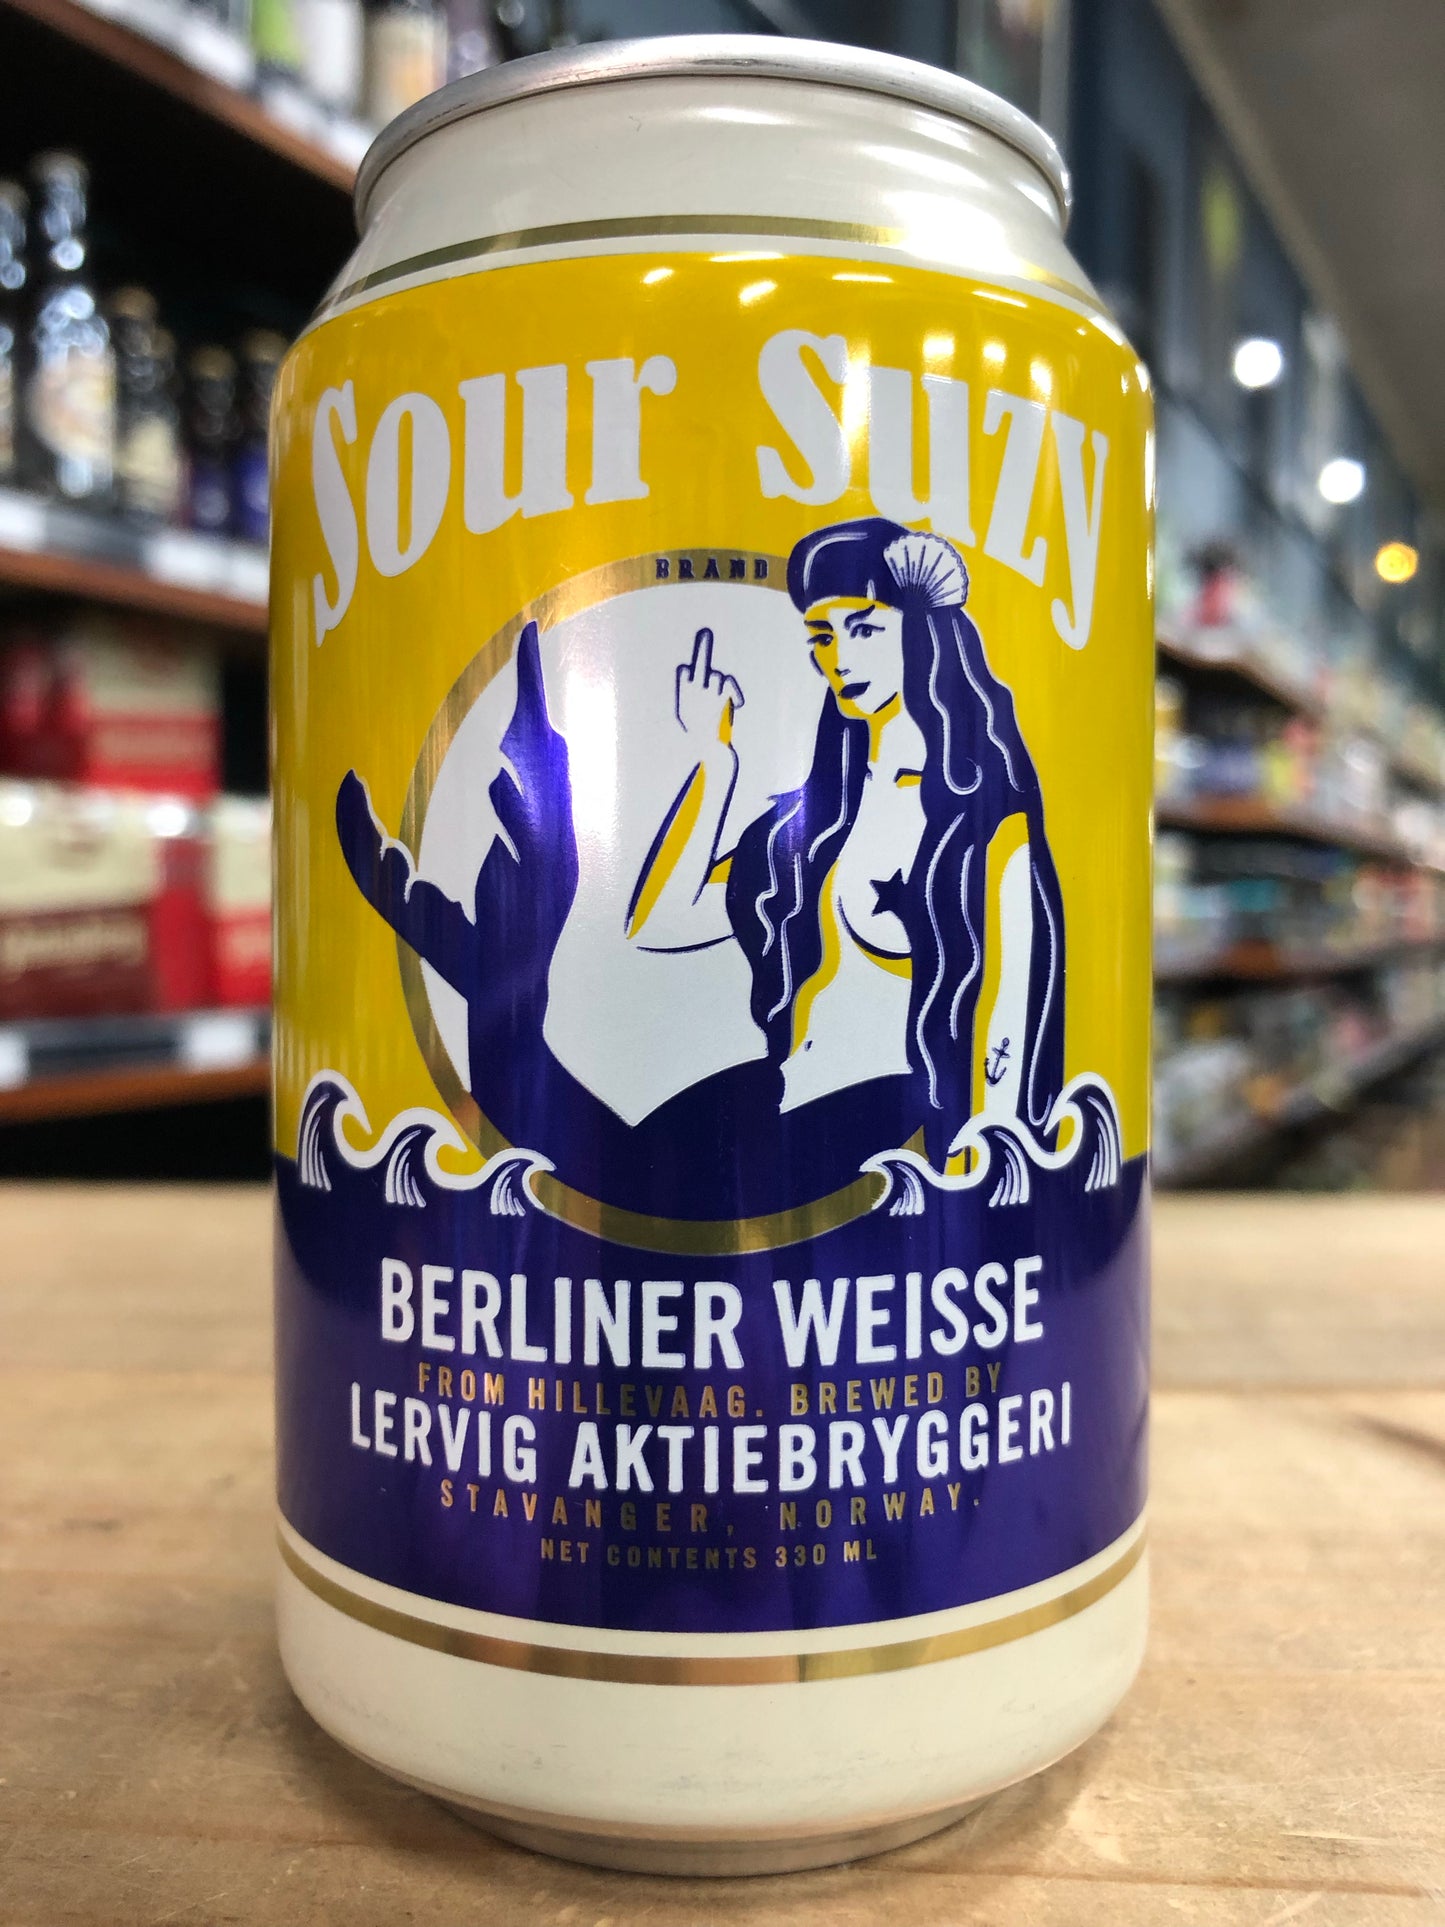 Sour Suzy
BRAND
BERLINER WEISSE
FROM HILLEVAAG. BREWED BY
LERVIG AKTIEBRYGGERI
STAVANGER, NORWAY.
NET CONTENTS 330 ML